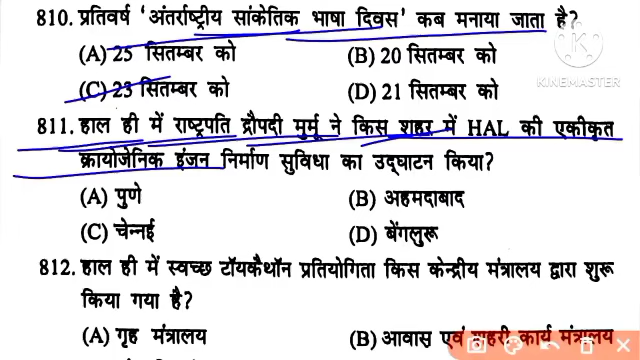 810. प्रतिवर्ष ‘अंतर्राष्ट्रीय सांकेतिक भाषा दिवस’ कब मनाया जाता है?
(A) 25 सितम्बर को (B) 20 सितम्बर को
(C) 23 सितम्बर को (D) 21 सितम्बर को
KINEMASTER
811. हाल ही में राष्ट्रपति द्रौपदी मुर्मू ने किस शहर में HAL की एकीकृत
क्रायोजेनिक इंजन निर्माण सुविधा का उद्घाटन किया?
(A) पुणे (B) अहमदाबाद
(C) चेन्नई (D) बेंगलुरू
812. हाल ही में स्वच्छ टॉयकैथॉन प्रतियोगिता किस केन्द्रीय मंत्रालय द्वारा शुरू
किया गया है?
(A) गृह मंत्रालय (B) आवास एवं शहरी कार्य मंत्रालय